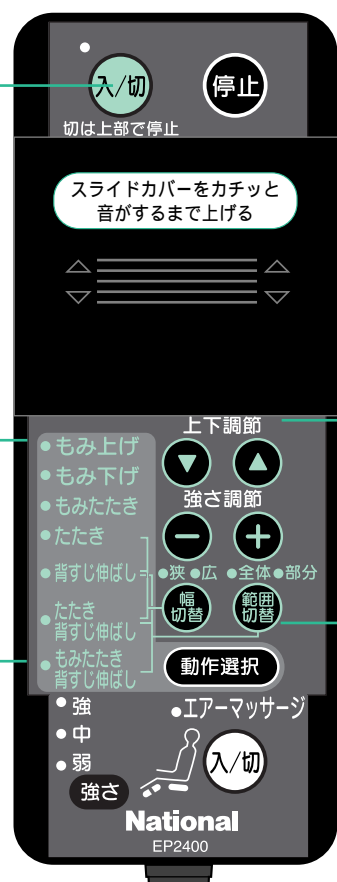 入/切
停止
切は上部で停止
スライドカバーをカチッと
音がするまで上げる
上下調節
もみ上げ
もみ下げ
もみたたき
たたき
背すじ伸ばし
たたき
背すじ伸ばし
もみたたき
背すじ伸ばし
強さ調節
狭 広 全体 部分
幅
切替
範囲
切替
動作選択
強
中
弱
強さ
エアーマッサージ
入/切
National
EP2400